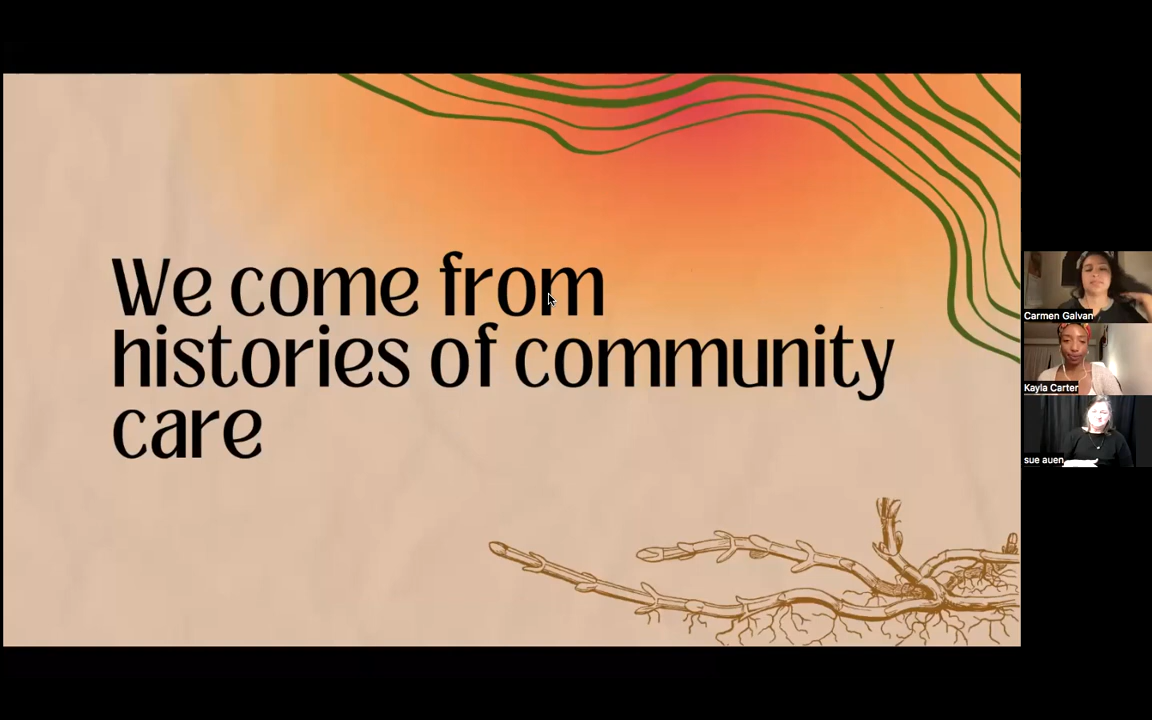 We come from
histories of community
care
Carmen Galvan
Kayla Carter
sue auen